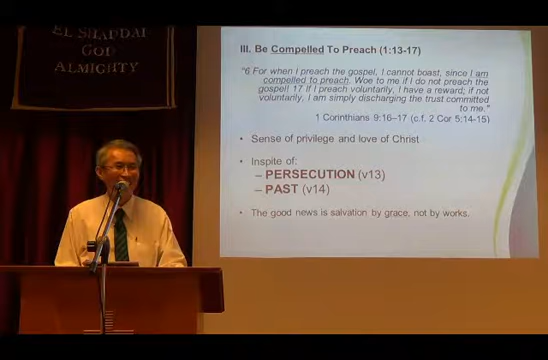 EL SHADDAI
GOD
ALMIGHTY
III. Be Compelled To Preach (1:13-17)
"6 For when I preach the gospel, I cannot boast, since I am
compelled to preach. Woe to me if I do not preach the
gospel! 17 If I preach voluntarily, I have a reward; if not
voluntarily, I am simply discharging the trust committed
to me."
1 Corinthians 9:16–17 (c.f. 2 Cor 5:14-15)
• Sense of privilege and love of Christ
• Inspite of:
– PERSECUTION (v13)
– PAST (v14)
• The good news is salvation by grace, not by works.